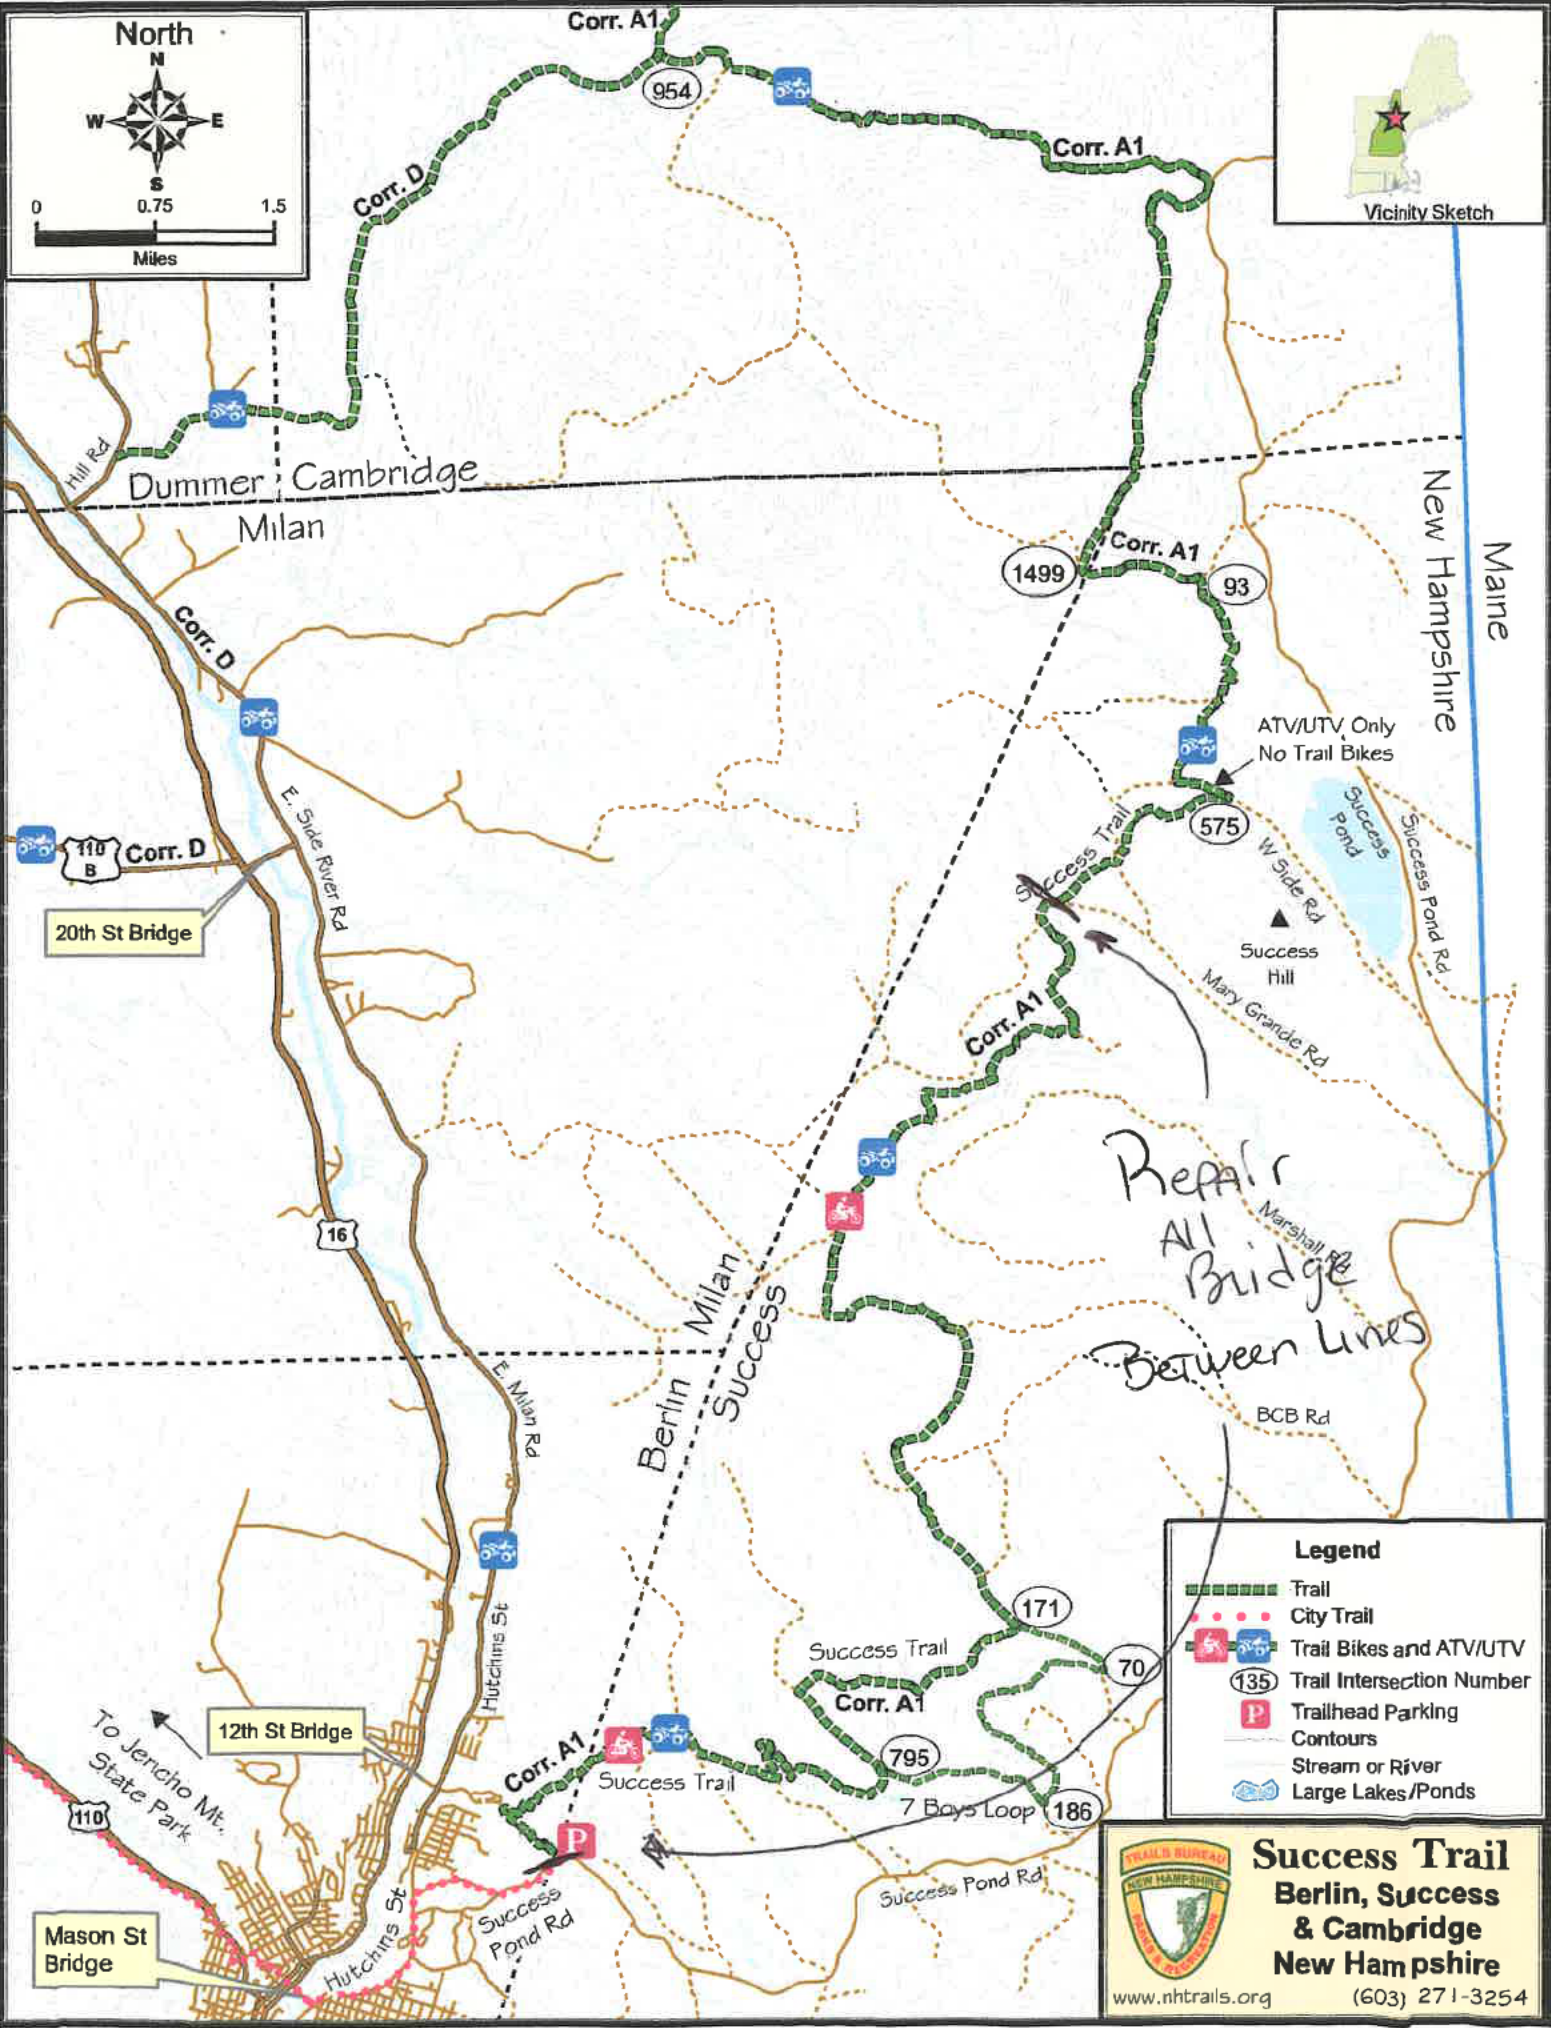 North
N
W
E
S
0 0.75 1.5
Miles
Corr. A1
954
Corr. D
Corr. A1
Vicinity Sketch
Hill Rd
Dummer
Cambridge
Milan
Corr. D
Corr. A1
1499
93
New Hampshire
Maine
ATV/UTV Only
No Trail Bikes
575
Success Trail
Success
Pond
Success Pond Rd
W Side Rd
Success
Hill
Mary Grande Rd
E. Side River Rd
110
B
Corr. D
20th St Bridge
Corr. A1
Repair
All
Bridge
Between Lines
Marshall Rd
BCB Rd
16
Milan
Berlin
Success
E. Milan Rd
Hutchins St
171
70
Success Trail
Corr. A1
795
7 Boys Loop
186
Corr. A1
Success Trail
P
12th St Bridge
To Jericho Mt.
State Park
110
Success
Pond Rd
Success Pond Rd
Hutchins St
Mason St
Bridge
Legend
Trail
City Trail
Trail Bikes and ATV/UTV
135 Trail Intersection Number
P Trailhead Parking
Contours
Stream or River
Large Lakes/Ponds
TRAILS BUREAU
NEW HAMPSHIRE
PARKS & RECREATION
Success Trail
Berlin, Success
& Cambridge
New Hampshire
www.nhtrails.org (603) 271-3254